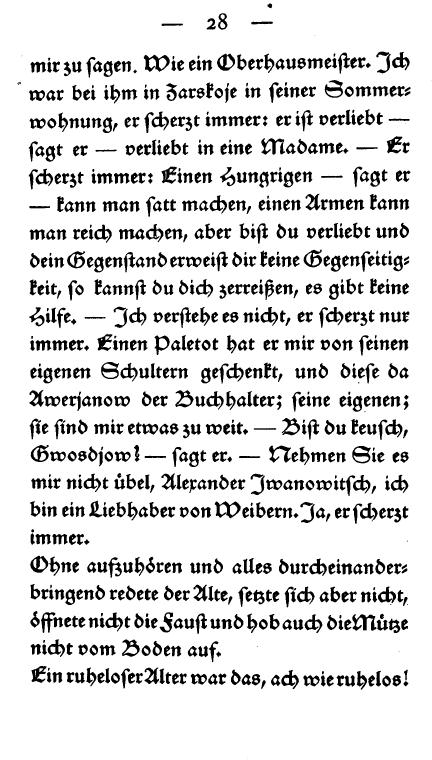 — 28 —
mir zu sagen. Wie ein Oberhausmeister. Ich
war bei ihm in Zarskoje in seiner Sommer-
wohnung, er scherzt immer: er ist verliebt —
sagt er — verliebt in eine Madame. — Er
scherzt immer: Einen Hungrigen — sagt er
— kann man satt machen, einen Armen kann
man reich machen, aber bist du verliebt und
dein Gegenstand erweist dir keine Gegenseitig-
keit, so kannst du dich zerreißen, es gibt keine
Hilfe. — Ich verstehe es nicht, er scherzt nur
immer. Einen Paletot hat er mir von seinen
eigenen Schultern geschenkt, und diese da
Awerjanow der Buchhalter; seine eigenen;
sie sind mir etwas zu weit. — Bist du keusch,
Gwosdjow? — sagt er. — Nehmen Sie es
mir nicht übel, Alexander Iwanowitsch, ich
bin ein Liebhaber von Weibern. Ja, er scherzt
immer.
Ohne aufzuhören und alles durcheinander-
bringend redete der Alte, setzte sich aber nicht,
öffnete nicht die Faust und hob auch die Mütze
nicht vom Boden auf.
Ein ruheloser Alter war das, ach wie ruhelos!